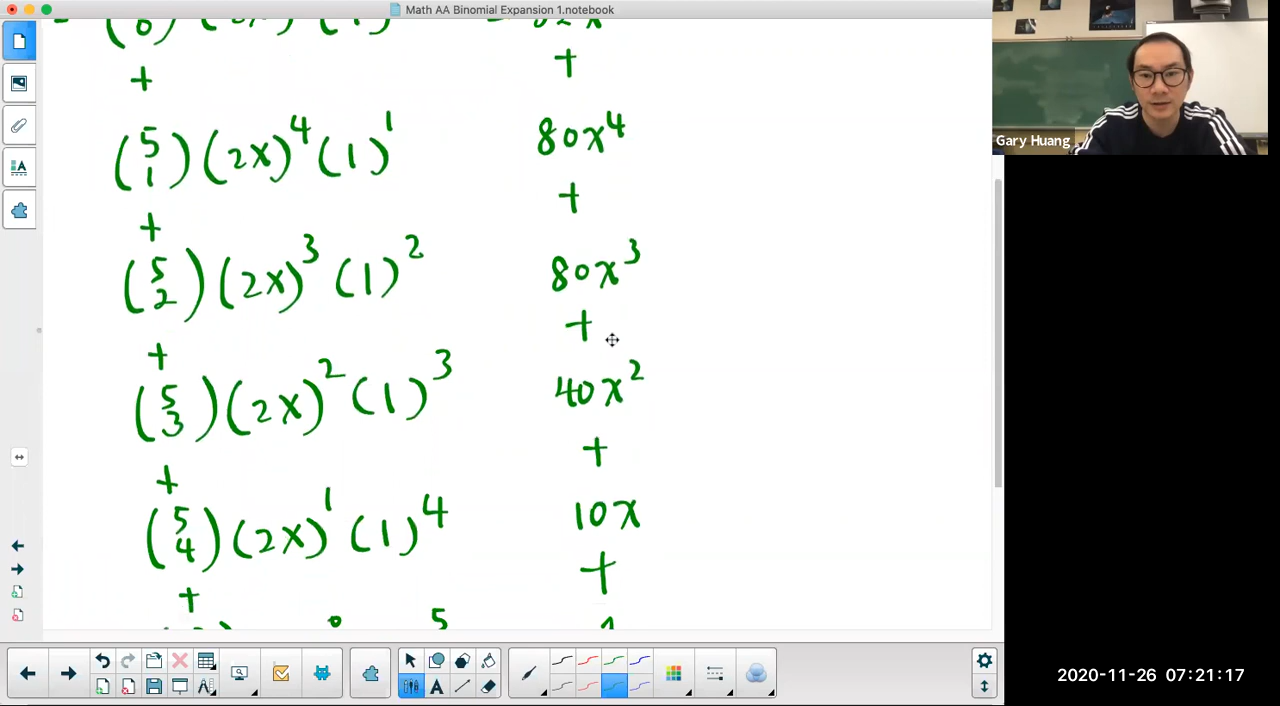 Math AA Binomial Expansion 1.notebook
+ +
(5 1)(2x)^4(1)^1 80x^4
+ +
(5 2)(2x)^3(1)^2 80x^3
+ +
(5 3)(2x)^2(1)^3 40x^2
+ +
(5 4)(2x)^1(1)^4 10x
+ +
Gary Huang
2020-11-26 07:21:17